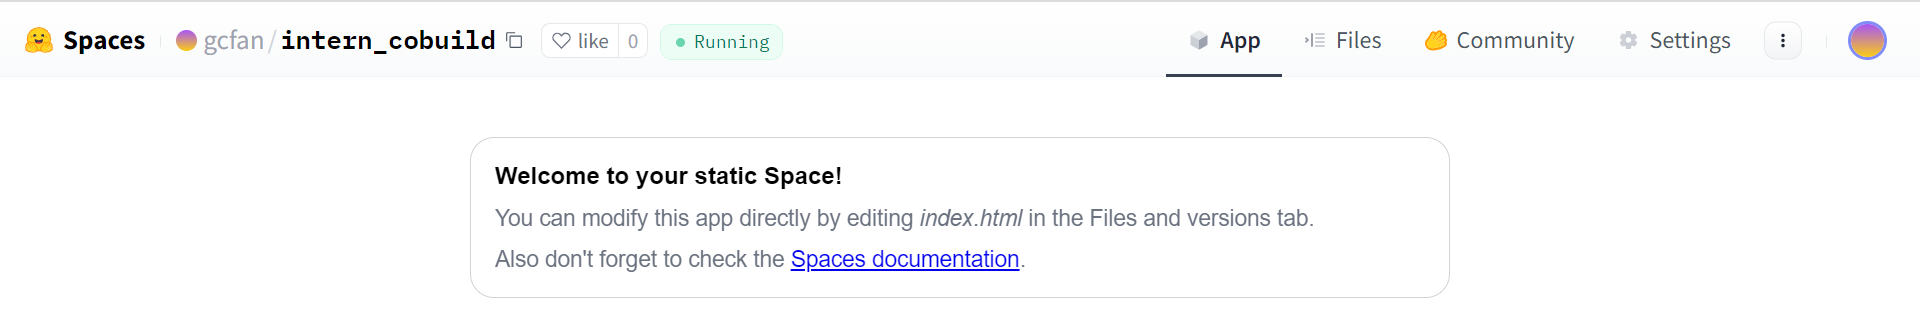 Spaces gcfan/intern_cobuild like 0 Running App Files Community Settings
Welcome to your static Space!
You can modify this app directly by editing index.html in the Files and versions tab.
Also don't forget to check the Spaces documentation.